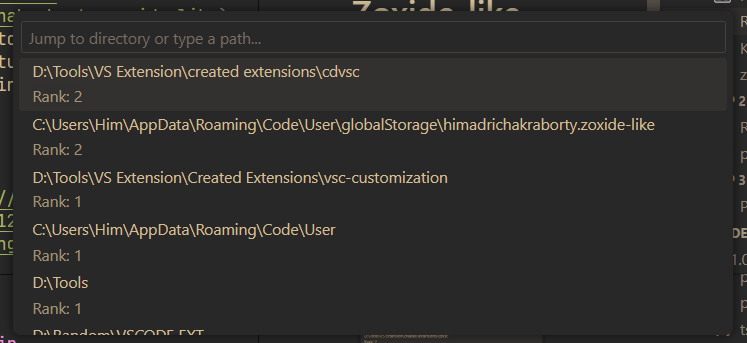 Zoxide-like
Jump to directory or type a path...
D:\Tools\VS Extension\created extensions\cdvsc
Rank: 2
C:\Users\Him\AppData\Roaming\Code\User\globalStorage\himadrichakraborty.zoxide-like
Rank: 2
D:\Tools\VS Extension\Created Extensions\vsc-customization
Rank: 1
C:\Users\Him\AppData\Roaming\Code\User
Rank: 1
D:\Tools
Rank: 1
D:\Random\VSCODE EXT